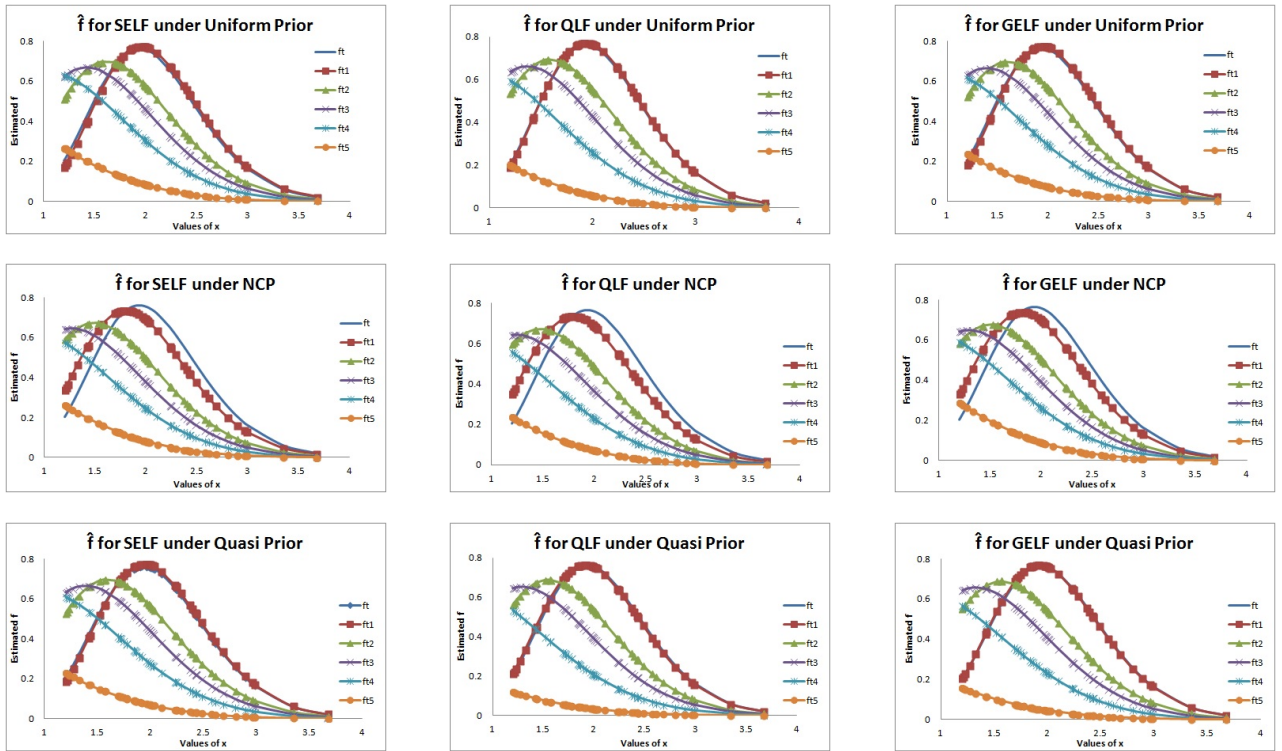 f̂ for SELF under Uniform Prior
0.8
0.6
0.4
0.2
0
Estimated f
ft
ft1
ft2
ft3
ft4
ft5
1 1.5 2 2.5 3 3.5 4
Values of x
f̂ for QLF under Uniform Prior
0.8
0.6
0.4
0.2
0
Estimated f
ft
ft1
ft2
ft3
ft4
ft5
1 2 3 4
Values of x
f̂ for GELF under Uniform Prior
0.8
0.6
0.4
0.2
0
Estimated f
ft
ft1
ft2
ft3
ft4
ft5
1 1.5 2 2.5 3 3.5 4
Values of x
f̂ for SELF under NCP
0.8
0.6
0.4
0.2
0
Estimated f
ft
ft1
ft2
ft3
ft4
ft5
1 1.5 2 2.5 3 3.5 4
Values of x
f̂ for QLF under NCP
0.8
0.6
0.4
0.2
0
Estimated f
ft
ft1
ft2
ft3
ft4
ft5
1 1.5 2 2.5 3 3.5 4
Values of x
f̂ for GELF under NCP
0.8
0.6
0.4
0.2
0
Estimated f
ft
ft1
ft2
ft3
ft4
ft5
1 1.5 2 2.5 3 3.5 4
Values of x
f̂ for SELF under Quasi Prior
0.8
0.6
0.4
0.2
0
Estimated f
ft
ft1
ft2
ft3
ft4
ft5
1 1.5 2 2.5 3 3.5 4
Values of x
f̂ for QLF under Quasi Prior
0.8
0.6
0.4
0.2
0
Estimated f
ft
ft1
ft2
ft3
ft4
ft5
1 1.5 2 2.5 3 3.5 4
Values of x
f̂ for GELF under Quasi Prior
0.8
0.6
0.4
0.2
0
Estimated f
ft
ft1
ft2
ft3
ft4
ft5
1 1.5 2 2.5 3 3.5 4
Values of x